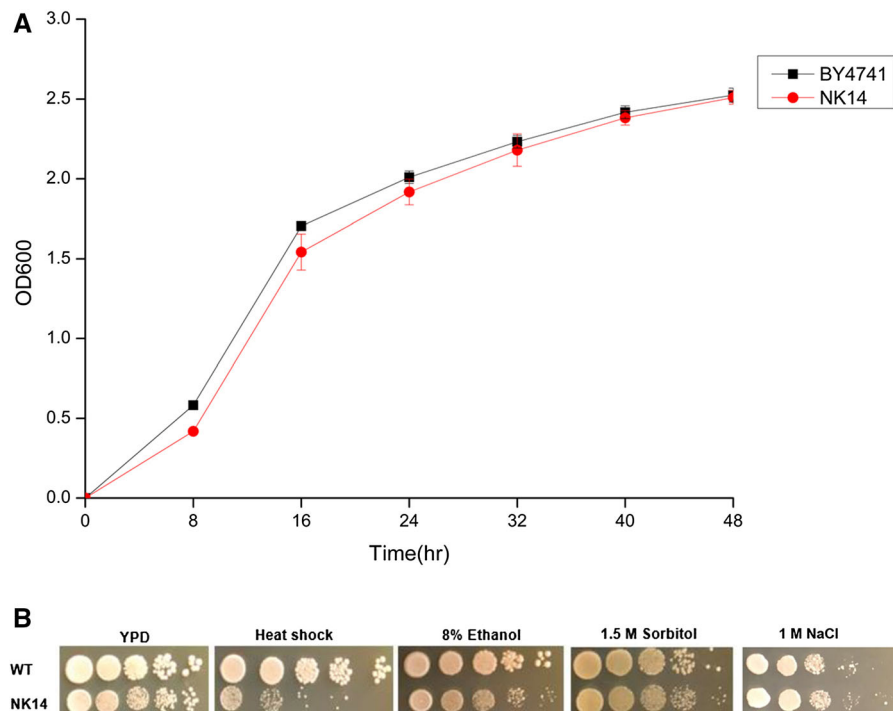 A
3.0
2.5
2.0
1.5
1.0
0.5
0.0
OD600
0 8 16 24 32 40 48
Time(hr)
BY4741
NK14
B
YPD Heat shock 8% Ethanol 1.5 M Sorbitol 1 M NaCl
WT
NK14